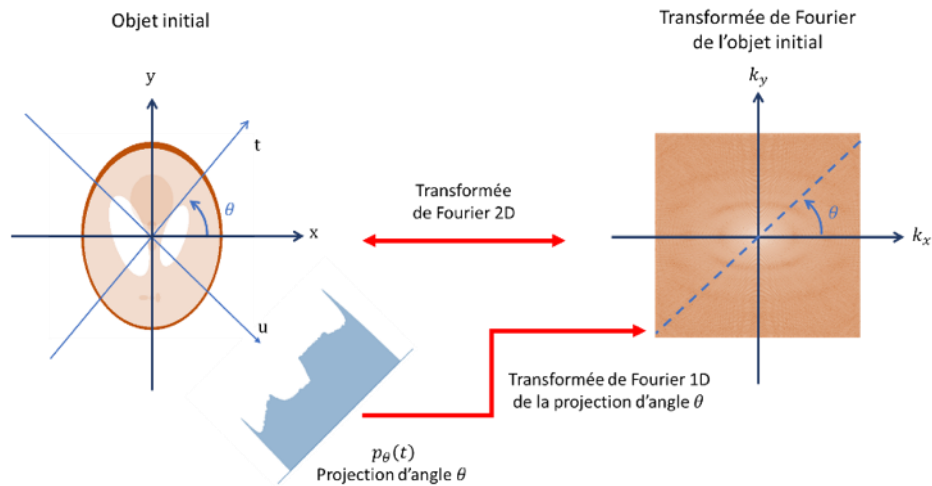 Objet initial
Transformée de Fourier
de l'objet initial
y
t
θ
x
u
Transformée
de Fourier 2D
k_y
θ
k_x
Transformée de Fourier 1D
de la projection d'angle θ
p_θ(t)
Projection d'angle θ